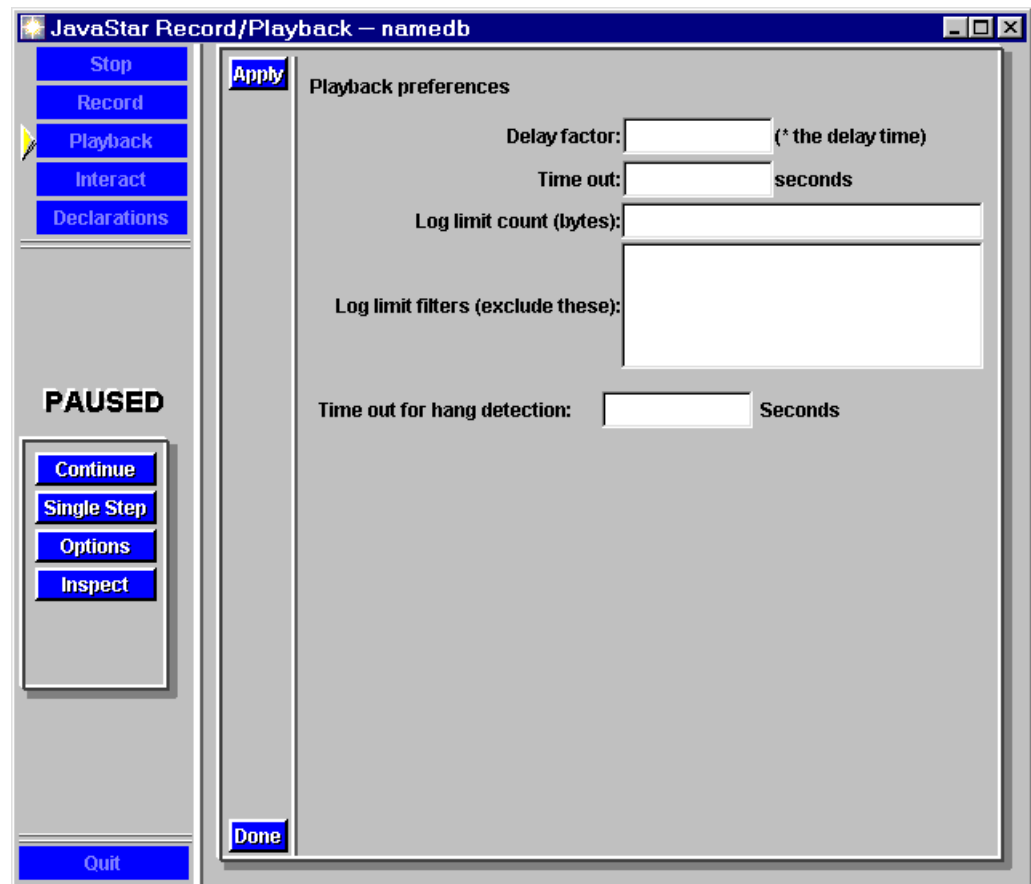 JavaStar Record/Playback — namedb
Stop
Record
Playback
Interact
Declarations
PAUSED
Continue
Single Step
Options
Inspect
Quit
Apply
Done
Playback preferences
Delay factor: (* the delay time)
Time out: seconds
Log limit count (bytes):
Log limit filters (exclude these):
Time out for hang detection: Seconds